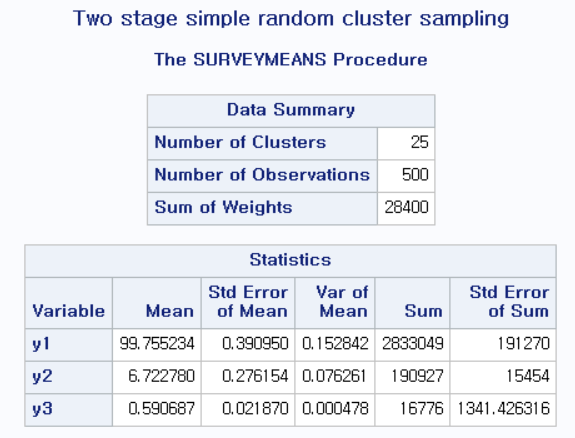 Two stage simple random cluster sampling
The SURVEYMEANS Procedure
Data Summary
Number of Clusters 25
Number of Observations 500
Sum of Weights 28400
Statistics
Variable Mean Std Error of Mean Var of Mean Sum Std Error of Sum
y1 99.755234 0.390950 0.152842 2833049 191270
y2 6.722780 0.276154 0.076261 190927 15454
y3 0.590687 0.021870 0.000478 16776 1341.426316